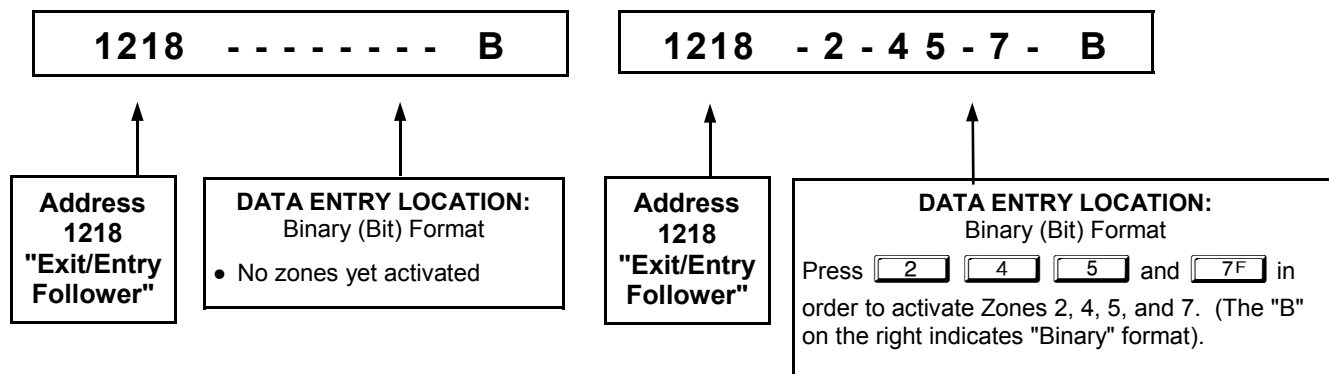 1218 - - - - - - - - B
1218 - 2 - 4 5 - 7 - B
Address
1218
"Exit/Entry
Follower"
DATA ENTRY LOCATION:
Binary (Bit) Format
● No zones yet activated
Address
1218
"Exit/Entry
Follower"
DATA ENTRY LOCATION:
Binary (Bit) Format
Press 2 4 5 and 7F in
order to activate Zones 2, 4, 5, and 7. (The "B"
on the right indicates "Binary" format).